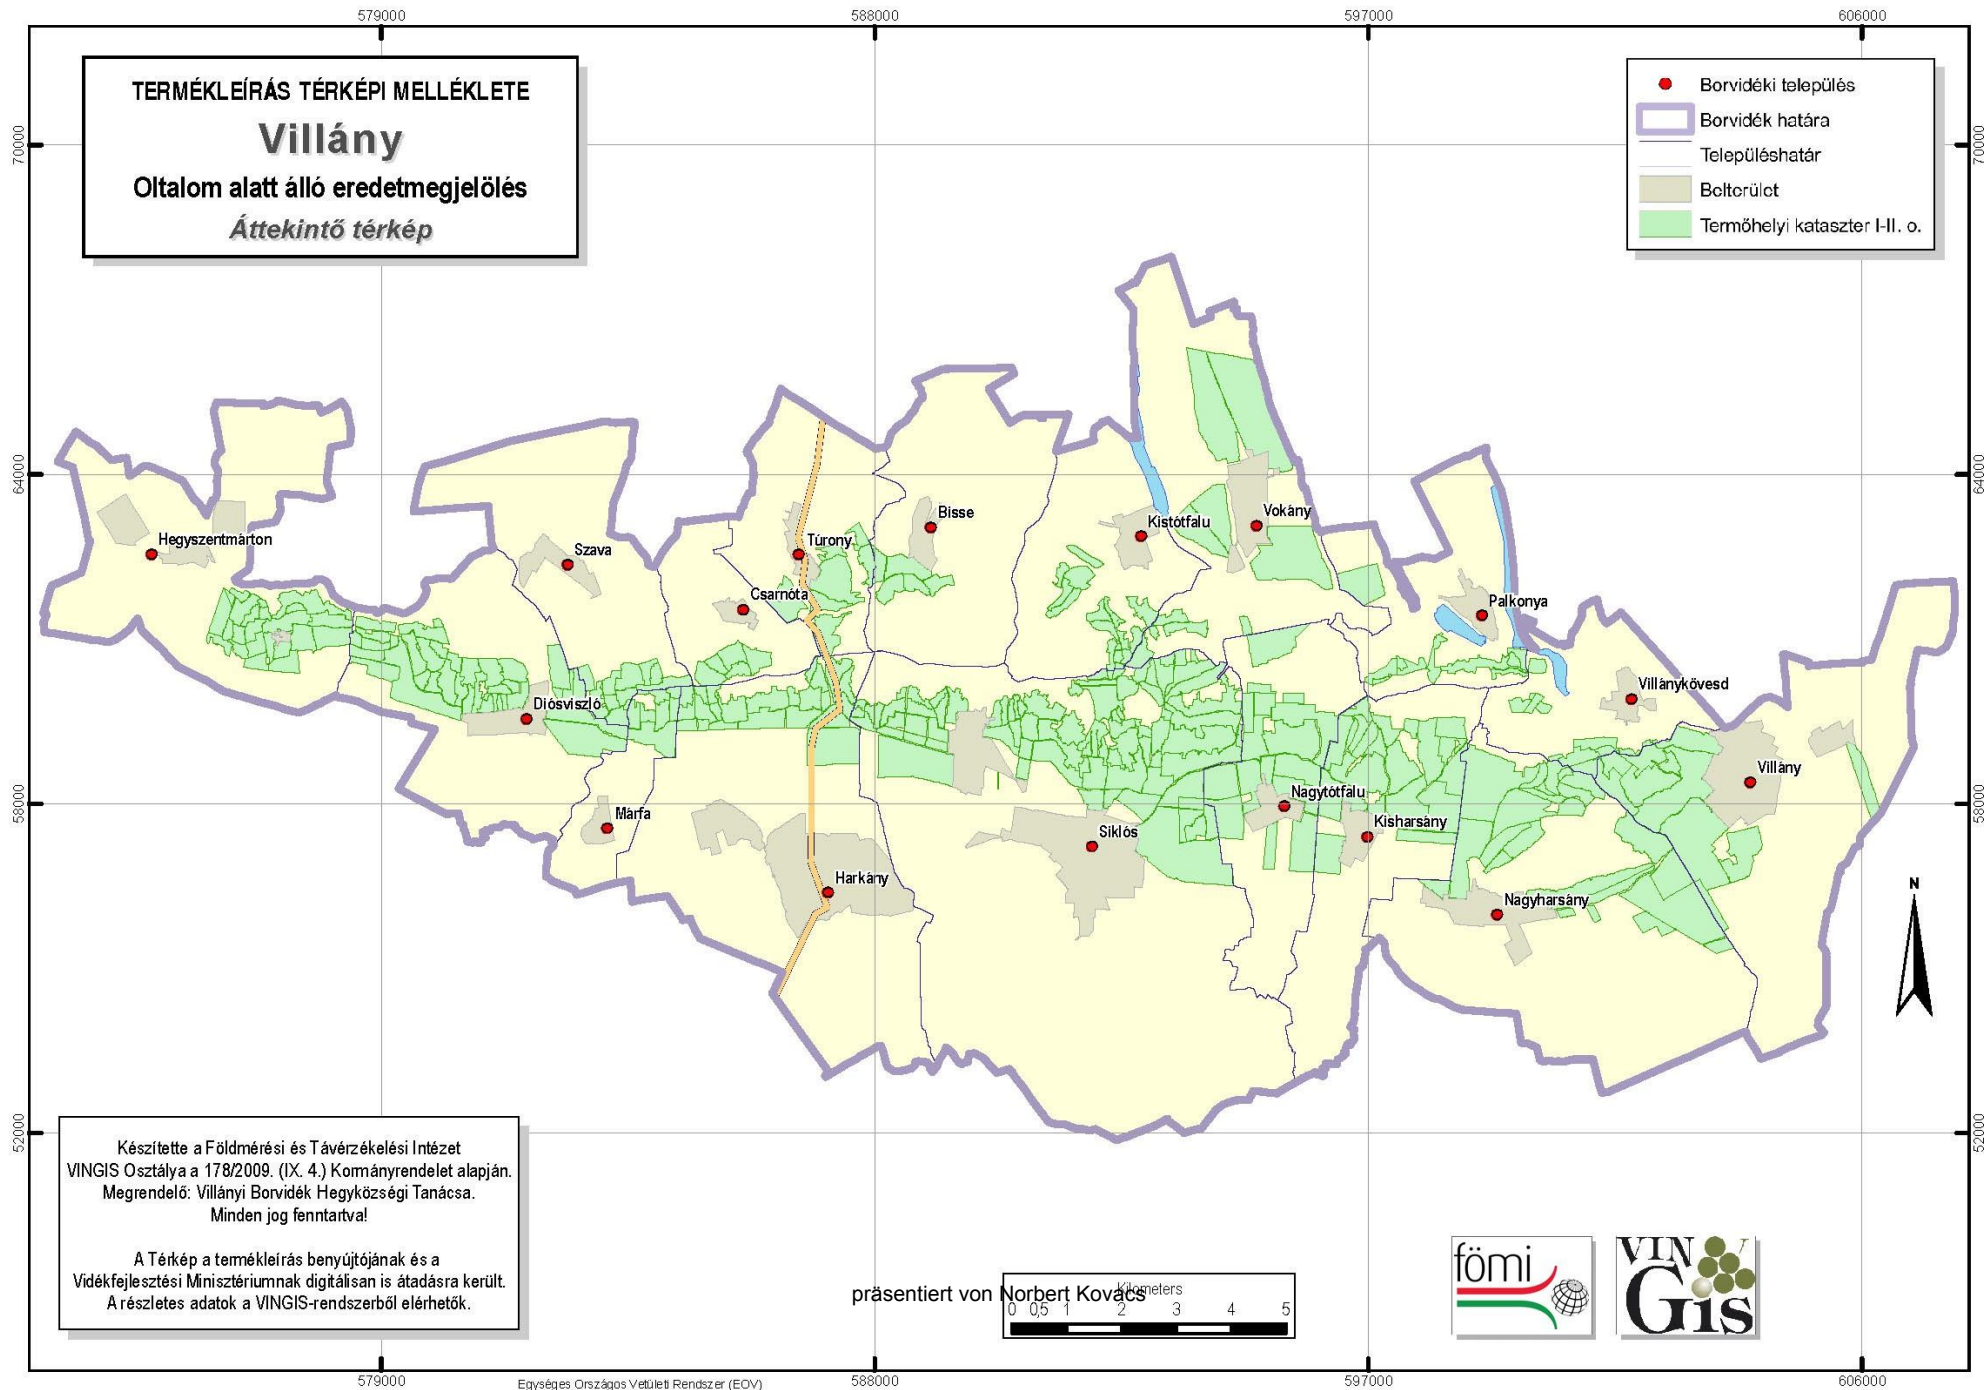 579000
588000
597000
606000
TERMÉKLEÍRÁS TÉRKÉPI MELLÉKLETE
Villány
Oltalom alatt álló eredetmegjelölés
Áttekintő térkép
Borvidéki település
Borvidék határa
Településhatár
Belterület
Termőhelyi kataszter I-II. o.
70000
70000
64000
64000
58000
58000
52000
52000
Hegyszentmárton
Szava
Túrony
Csarnóta
Bisse
Kistótfalu
Vokány
Palkonya
Villánykövesd
Villány
Diósviszló
Márfa
Harkány
Siklós
Nagytótfalu
Kisharsány
Nagyharsány
N
Készítette a Földmérési és Távérzékelési Intézet
VINGIS Osztálya a 178/2009. (IX. 4.) Kormányrendelet alapján.
Megrendelő: Villányi Borvidék Hegyközségi Tanácsa.
Minden jog fenntartva!
A Térkép a termékleírás benyújtójának és a
Vidékfejlesztési Minisztériumnak digitálisan is átadásra került.
A részletes adatok a VINGIS-rendszerből elérhetők.
präsentiert von Norbert Kovács
Kilometers
0 0,5 1 2 3 4 5
fömi
VIN
Gis
579000
588000
597000
606000
Egységes Országos Vetületi Rendszer (EOV)